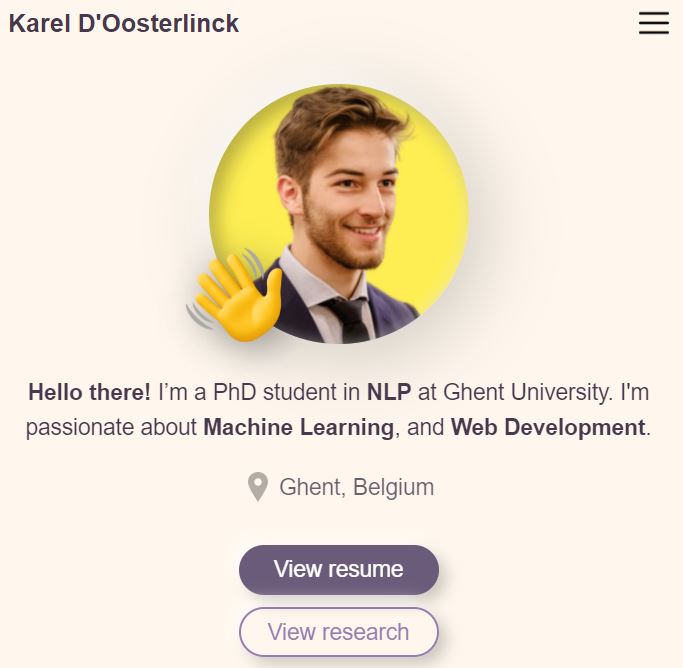 Karel D'Oosterlinck
Hello there! I’m a PhD student in NLP at Ghent University. I'm
passionate about Machine Learning, and Web Development.
Ghent, Belgium
View resume
View research